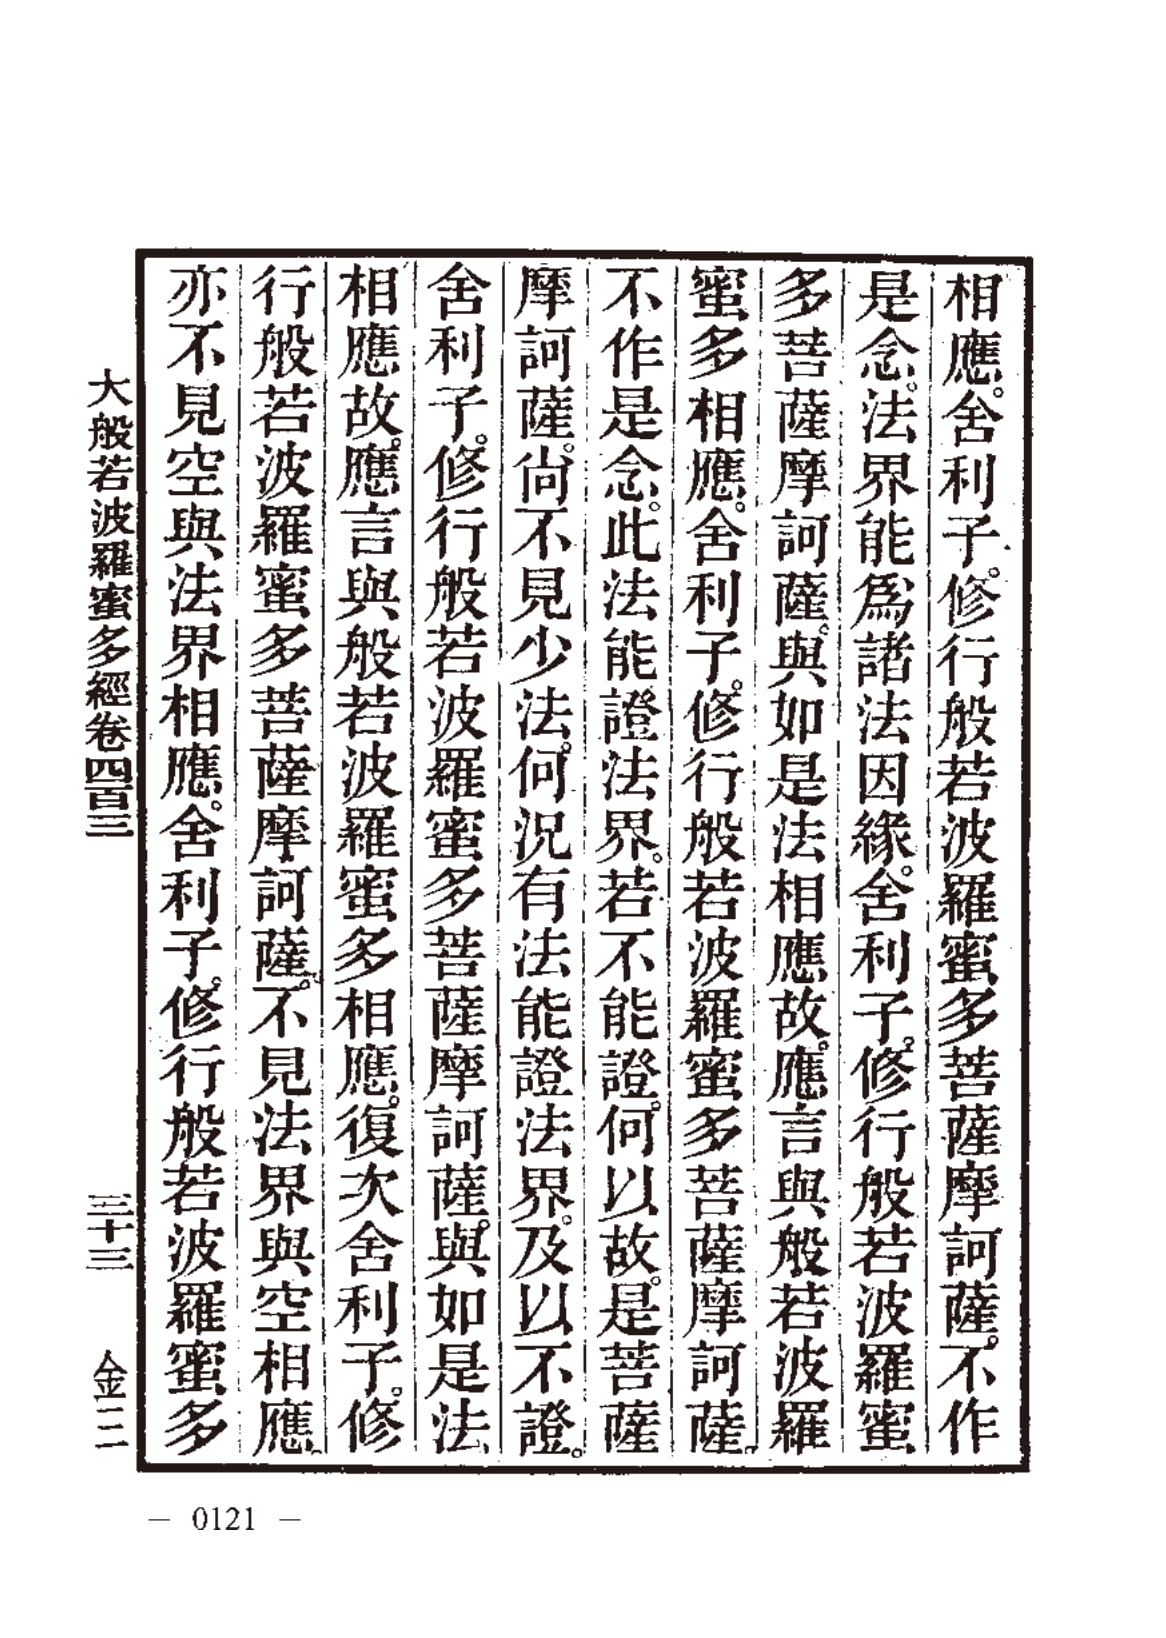 相應。舍利子。修行般若波羅蜜多菩薩摩訶薩。不作
是念。法界能爲諸法因緣。舍利子。修行般若波羅蜜
多菩薩摩訶薩。與如是法相應故。應言與般若波羅
蜜多相應。舍利子。修行般若波羅蜜多菩薩摩訶薩。
不作是念。此法能證法界。若不能證。何以故。是菩薩
摩訶薩。尚不見少法。何況有法能證法界。及以不證。
舍利子。修行般若波羅蜜多菩薩摩訶薩。與如是法
相應故。應言與般若波羅蜜多相應。復次舍利子。修
行般若波羅蜜多菩薩摩訶薩。不見法界與空相應。
亦不見空與法界相應。舍利子。修行般若波羅蜜多
大般若波羅蜜多經卷四百三 三十三 金二
— 0121 —